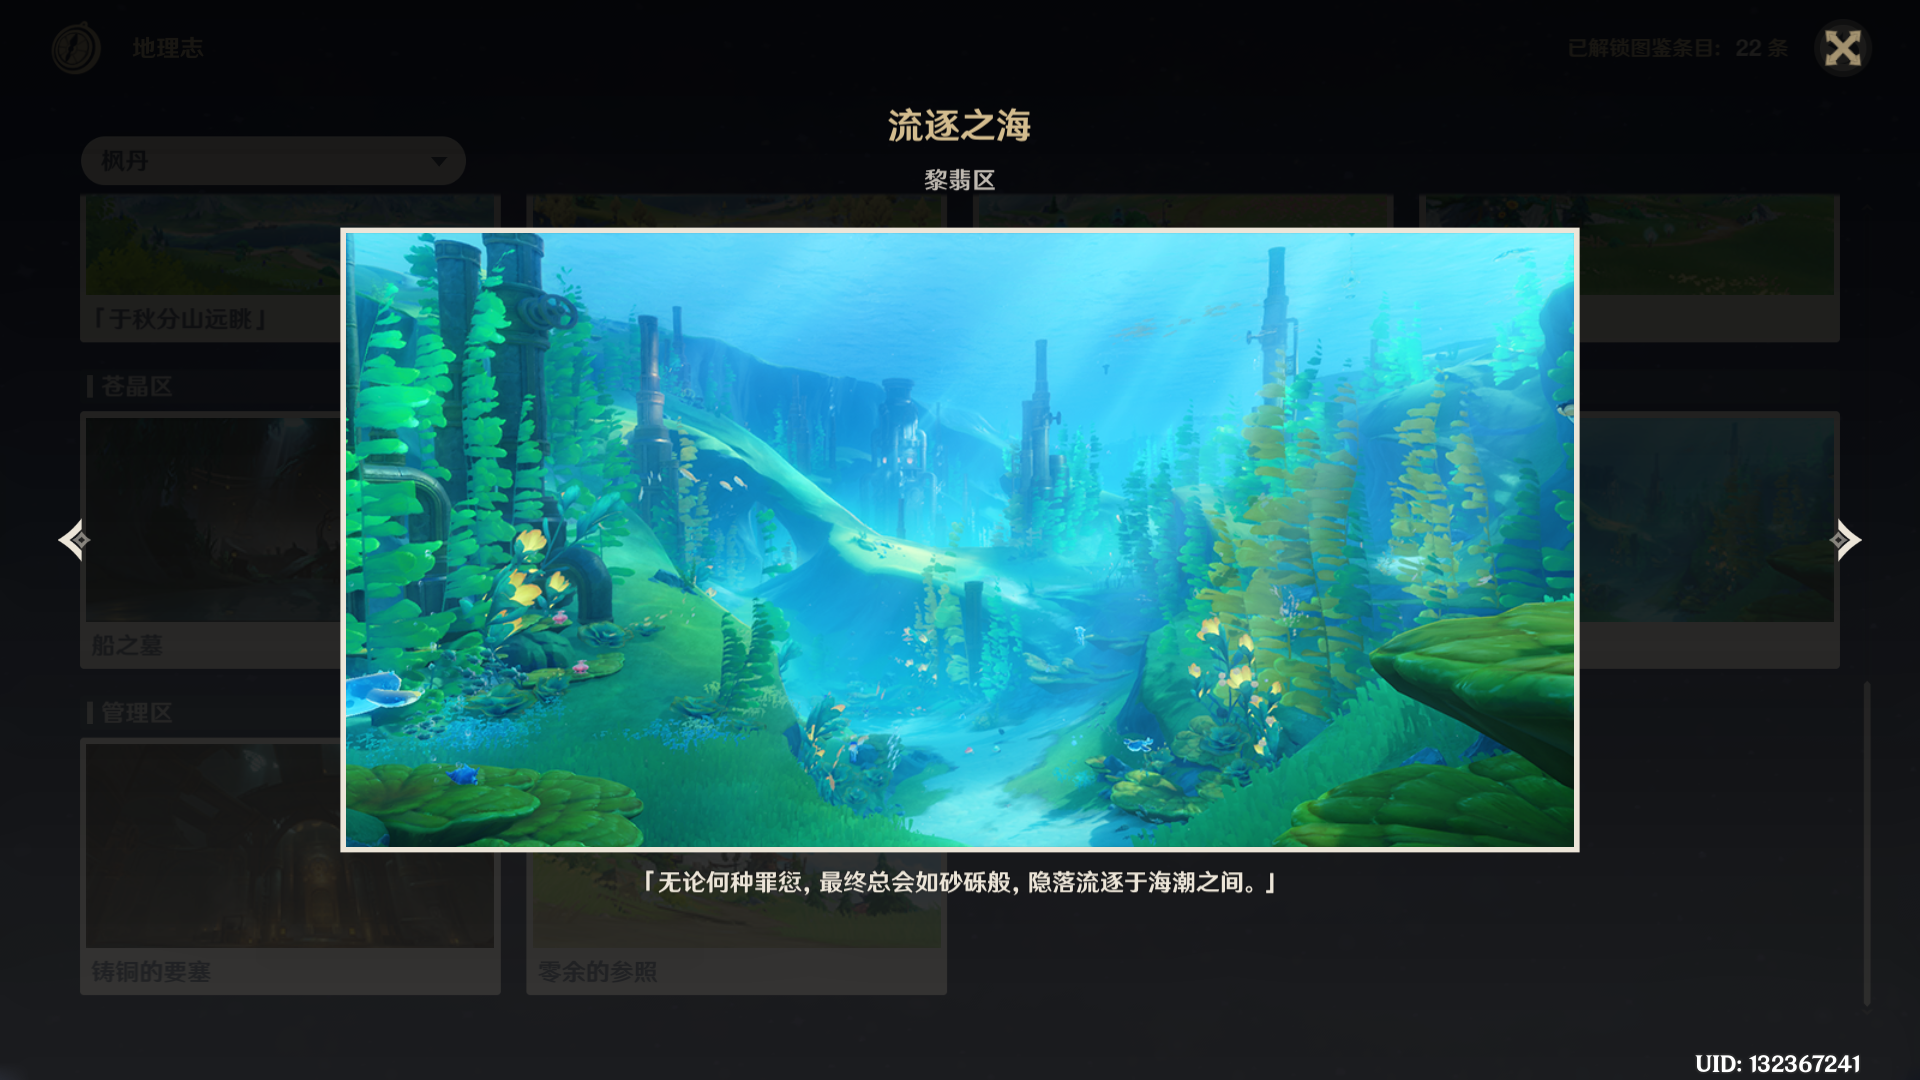 地理志
已解锁图鉴条目: 22 条
流逐之海
枫丹
黎翡区
「于秋分山远眺」
苍晶区
船之墓
管理区
「无论何种罪愆, 最终总会如砂砾般, 隐落流逐于海潮之间。」
铸铜的要塞
零余的参照
UID: 132367241